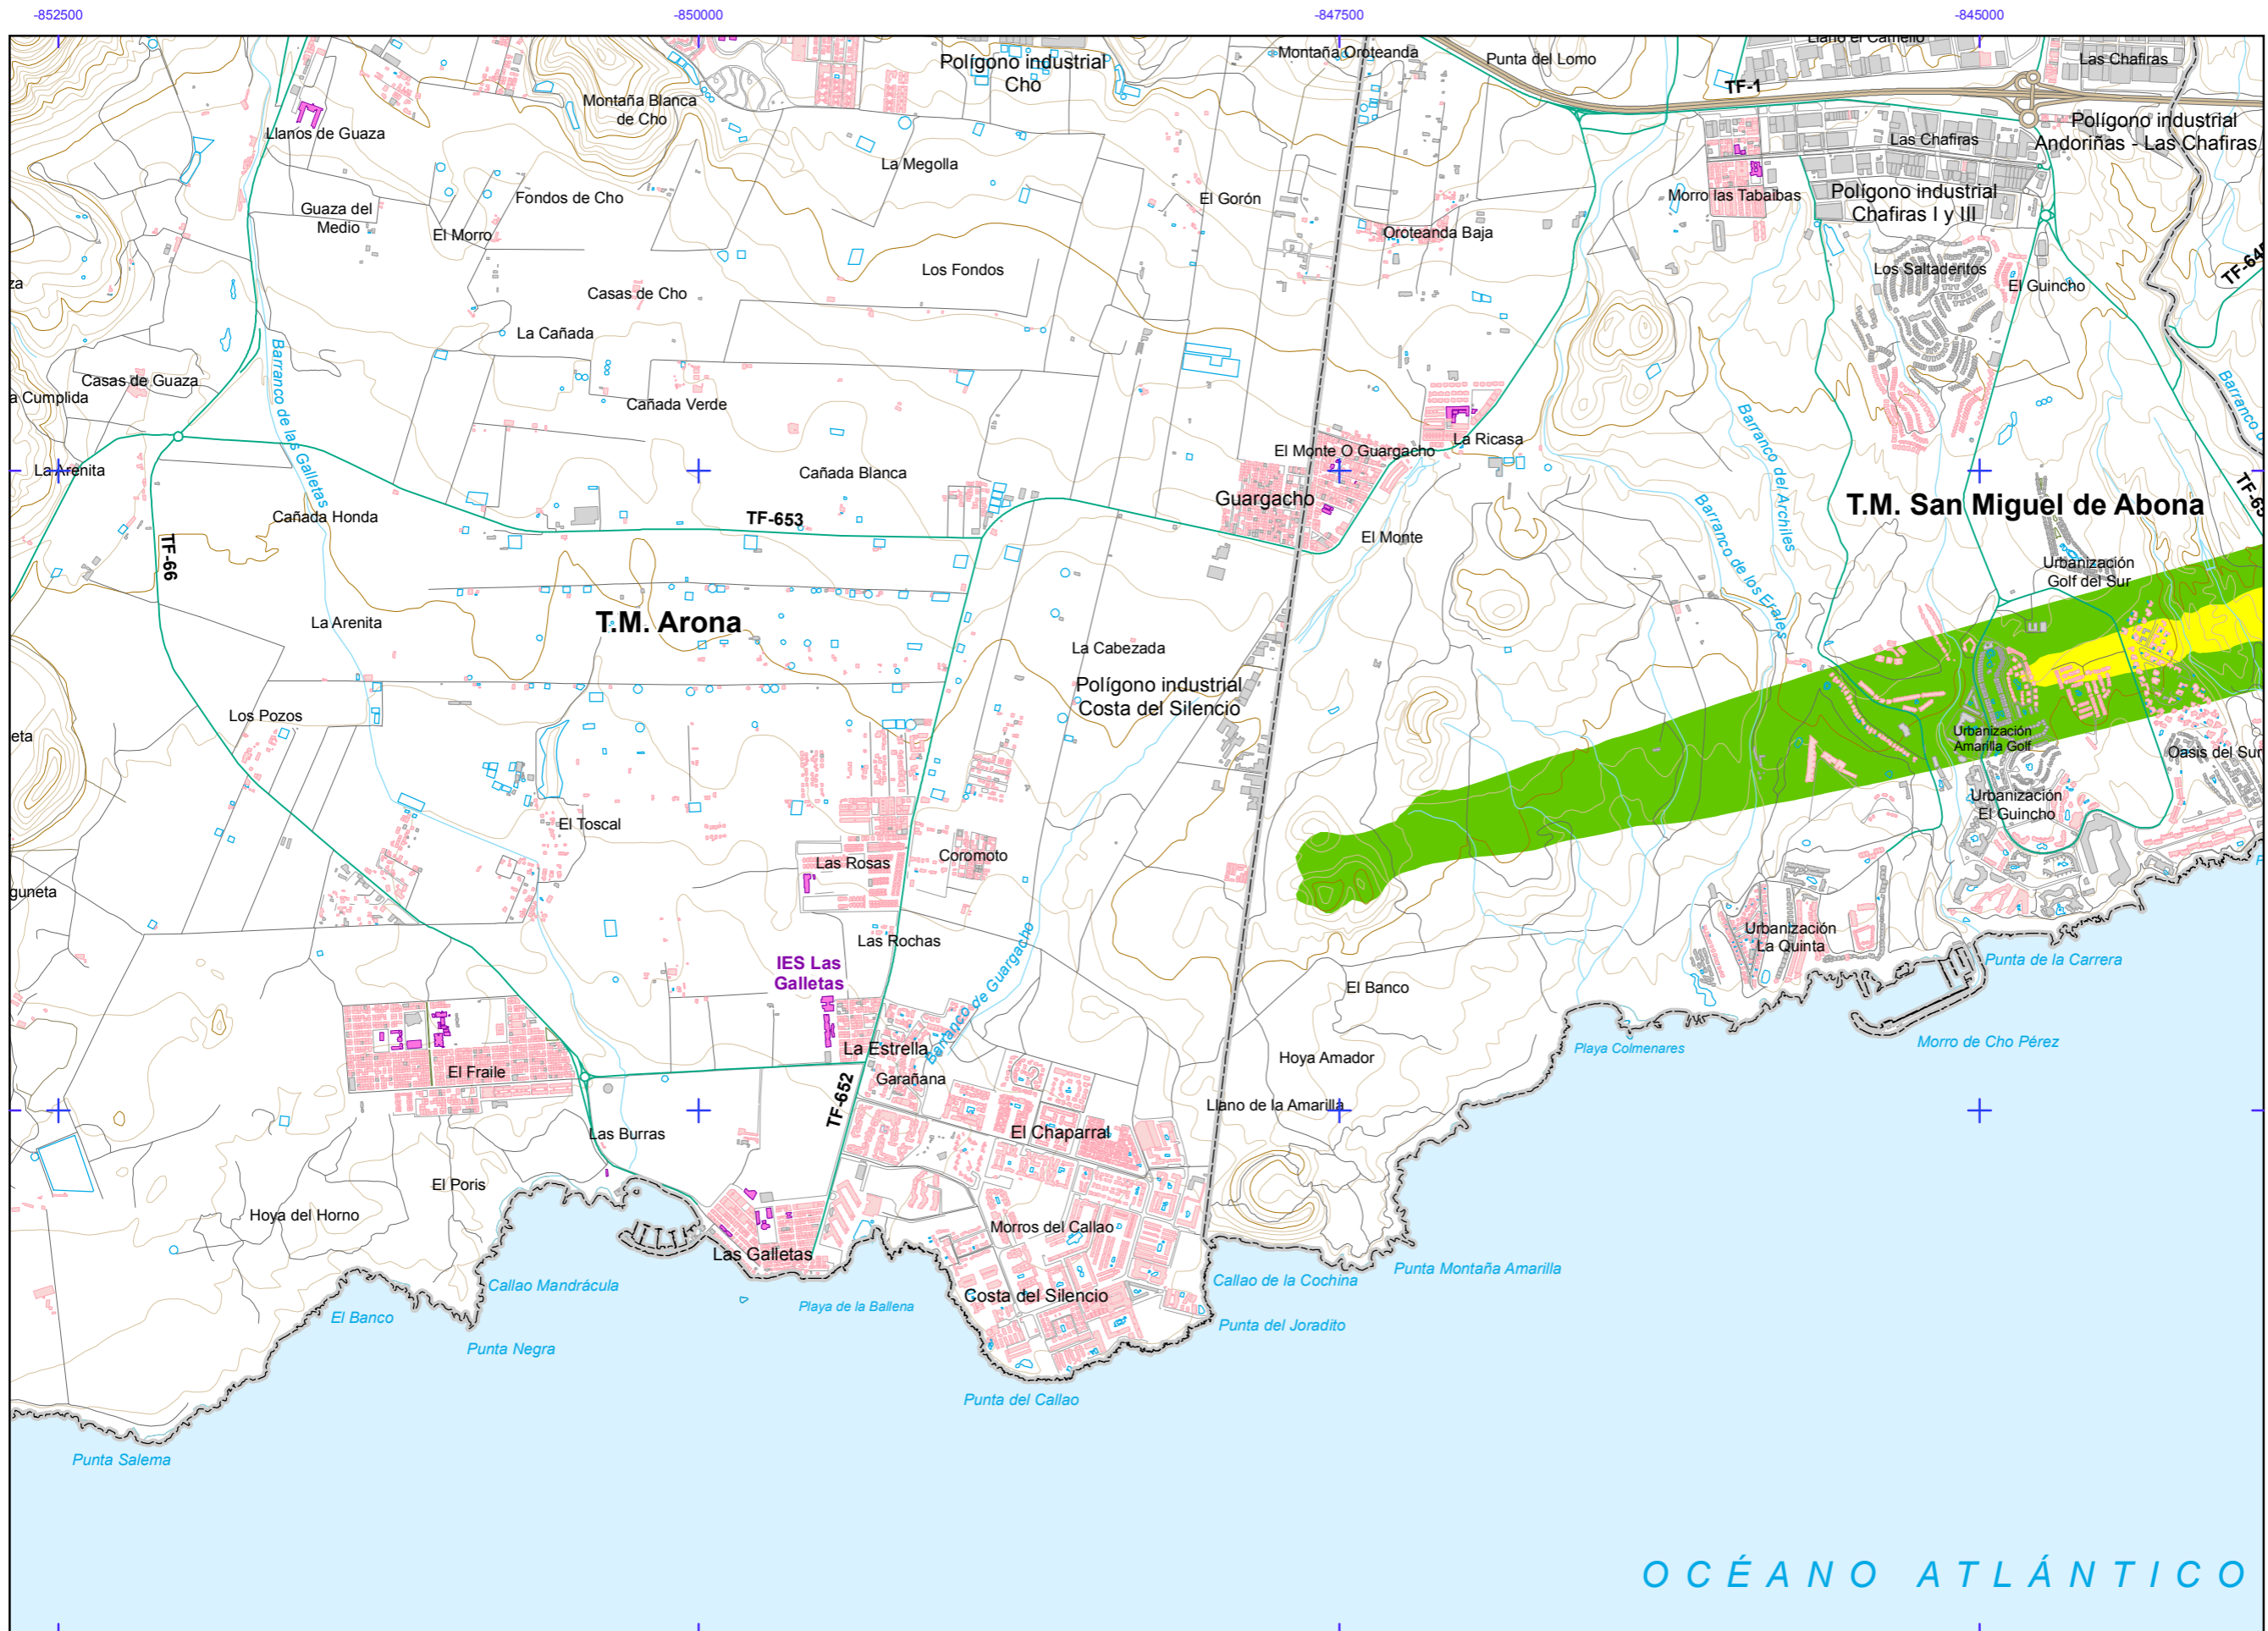 -852500
-850000
-847500
-845000
Montaña Oroteanda
Punta del Lomo
Llano el Camello
Las Chafiras
Polígono industrial
Cho
TF-1
Montaña Blanca
de Cho
Llanos de Guaza
Polígono industrial
Andoriñas - Las Chafiras
Las Chafiras
La Megolla
Fondos de Cho
El Gorón
Morro las Tabaibas
Polígono industrial
Chafiras I y III
Guaza del
Medio
El Morro
Oroteanda Baja
Los Fondos
Los Saltaderitos
El Guincho
TF-64
za
Casas de Cho
La Cañada
Barranco de las Galletas
Casas de Guaza
a Cumplida
Cañada Verde
Barranco
La Ricasa
El Monte O Guargacho
Barranco del Archiles
La Arenita
Cañada Blanca
Guargacho
T.M. San Miguel de Abona
TF-65
Cañada Honda
TF-653
El Monte
Barranco de los Frailes
TF-66
Urbanización
Golf del Sur
La Arenita
T.M. Arona
La Cabezada
Polígono industrial
Costa del Silencio
Los Pozos
eta
Urbanización
Amarilla Golf
Oasis del Sur
Urbanización
El Guincho
El Toscal
Las Rosas
Coromoto
guneta
Las Rochas
Urbanización
La Quinta
IES Las
Galletas
Barranco de Guargacho
Punta de la Carrera
El Banco
Morro de Cho Pérez
Playa Colmenares
La Estrella
Hoya Amador
El Fraile
Garañana
TF-652
Llano de la Amarilla
Las Burras
El Chaparral
El Poris
Hoya del Horno
Morros del Callao
Las Galletas
Punta Montaña Amarilla
Callao de la Cochina
Callao Mandrácula
Costa del Silencio
Playa de la Ballena
El Banco
Punta del Joradito
Punta Negra
Punta del Callao
Punta Salema
OCÉANO ATLÁNTICO